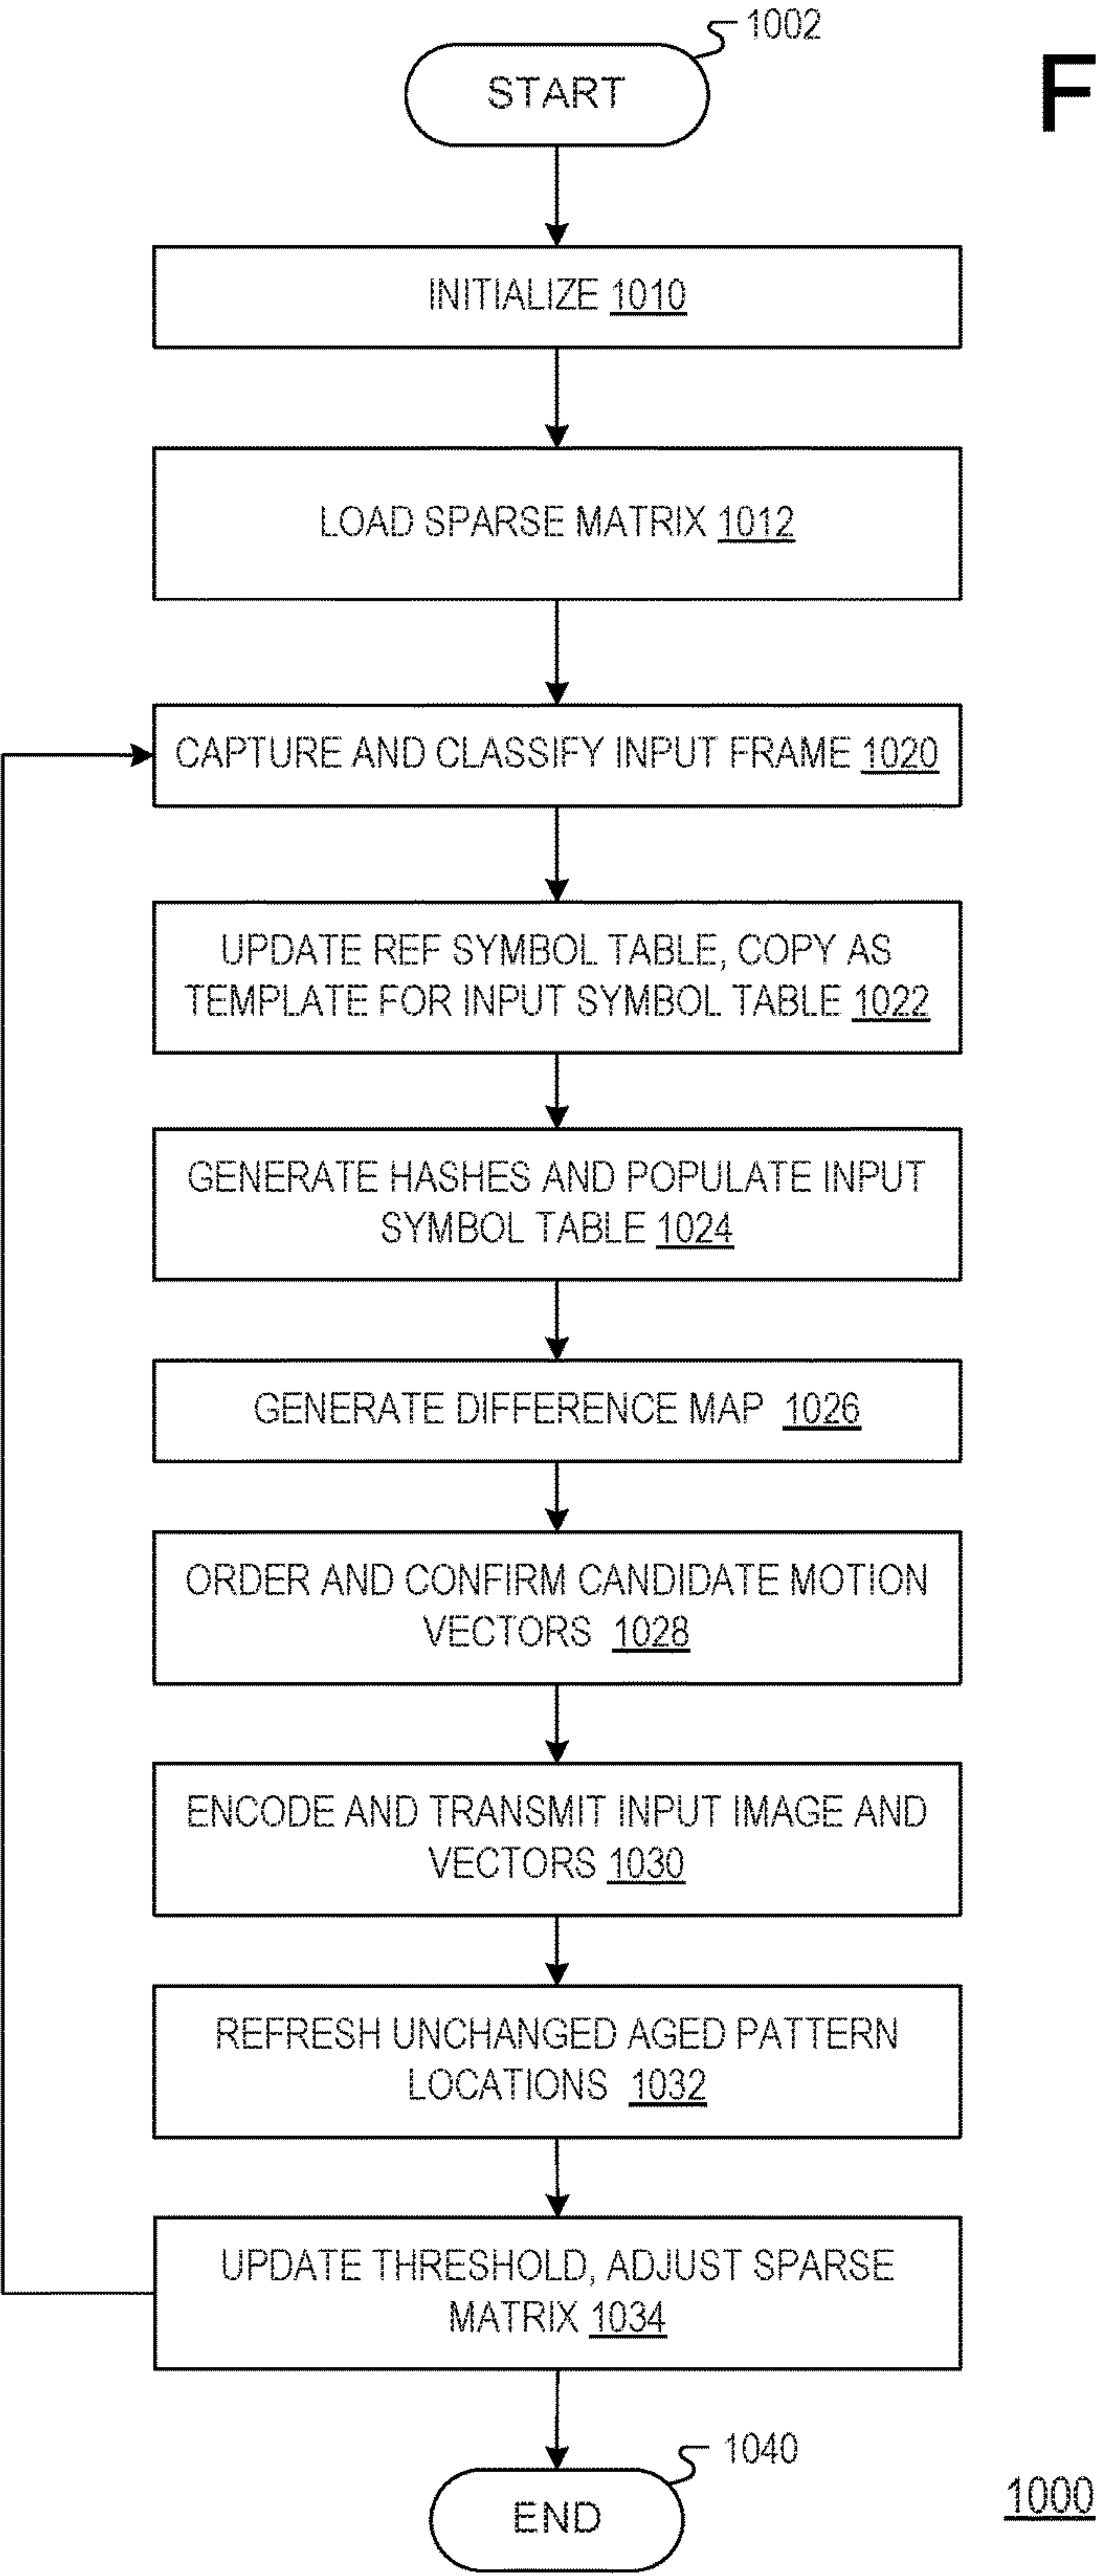 1002
F
START
INITIALIZE 1010
LOAD SPARSE MATRIX 1012
CAPTURE AND CLASSIFY INPUT FRAME 1020
UPDATE REF SYMBOL TABLE, COPY AS
TEMPLATE FOR INPUT SYMBOL TABLE 1022
GENERATE HASHES AND POPULATE INPUT
SYMBOL TABLE 1024
GENERATE DIFFERENCE MAP 1026
ORDER AND CONFIRM CANDIDATE MOTION
VECTORS 1028
ENCODE AND TRANSMIT INPUT IMAGE AND
VECTORS 1030
REFRESH UNCHANGED AGED PATTERN
LOCATIONS 1032
UPDATE THRESHOLD, ADJUST SPARSE
MATRIX 1034
1040
END
1000